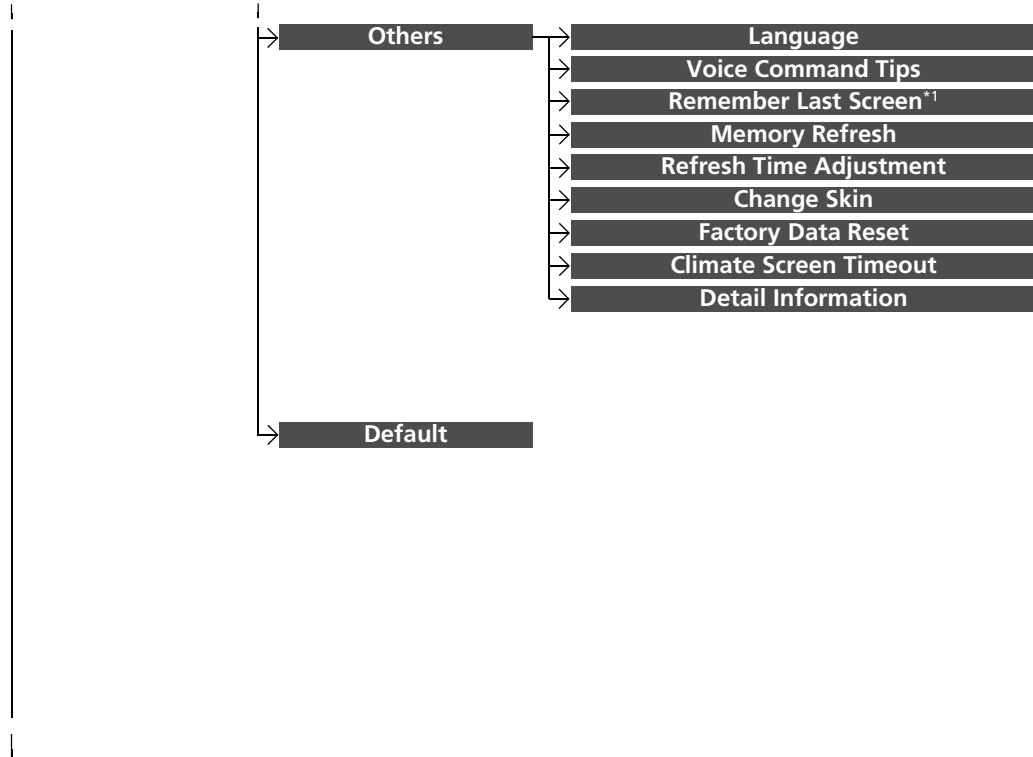 Others
Language
Voice Command Tips
Remember Last Screen*1
Memory Refresh
Refresh Time Adjustment
Change Skin
Factory Data Reset
Climate Screen Timeout
Detail Information
Default